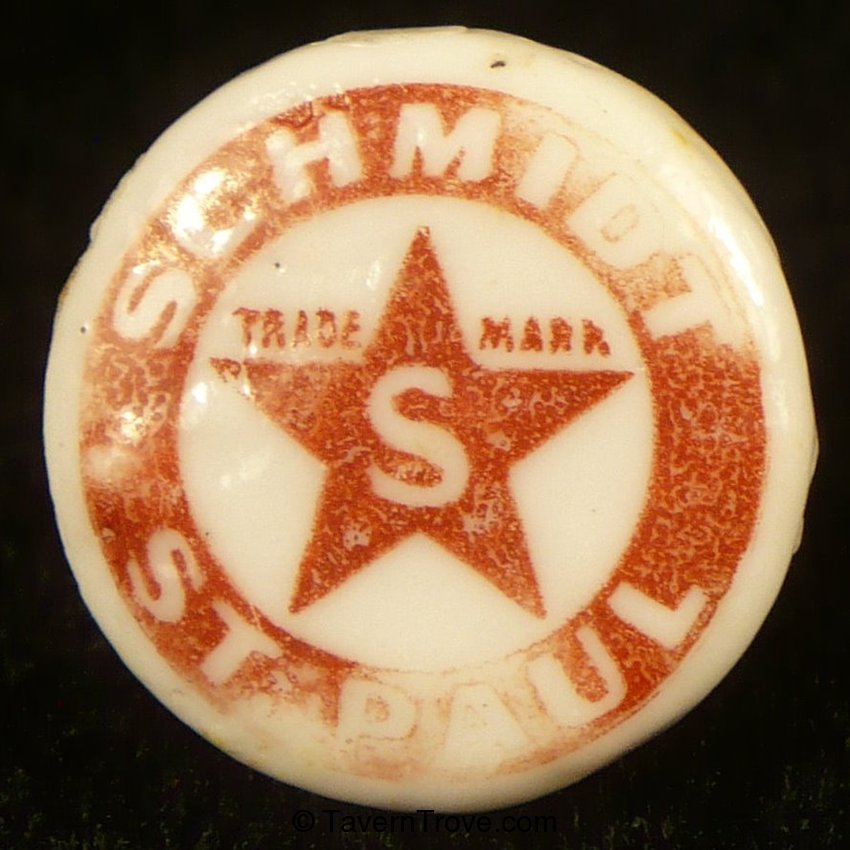 SCHMIDT
TRADE MARK
S
ST. PAUL
© TavernTrove.com